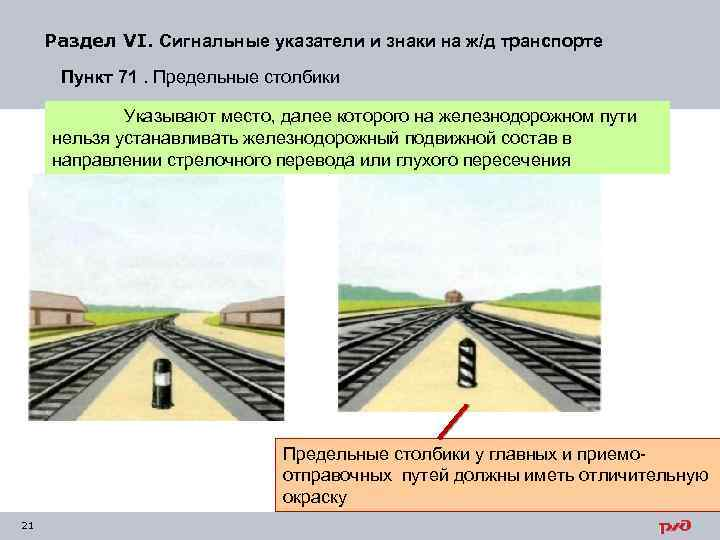 Раздел VI. Сигнальные указатели и знаки на ж/д транспорте
Пункт 71 . Предельные столбики
Указывают место, далее которого на железнодорожном пути
нельзя устанавливать железнодорожный подвижной состав в
направлении стрелочного перевода или глухого пересечения
Предельные столбики у главных и приемо-
отправочных путей должны иметь отличительную
окраску
21
ржд